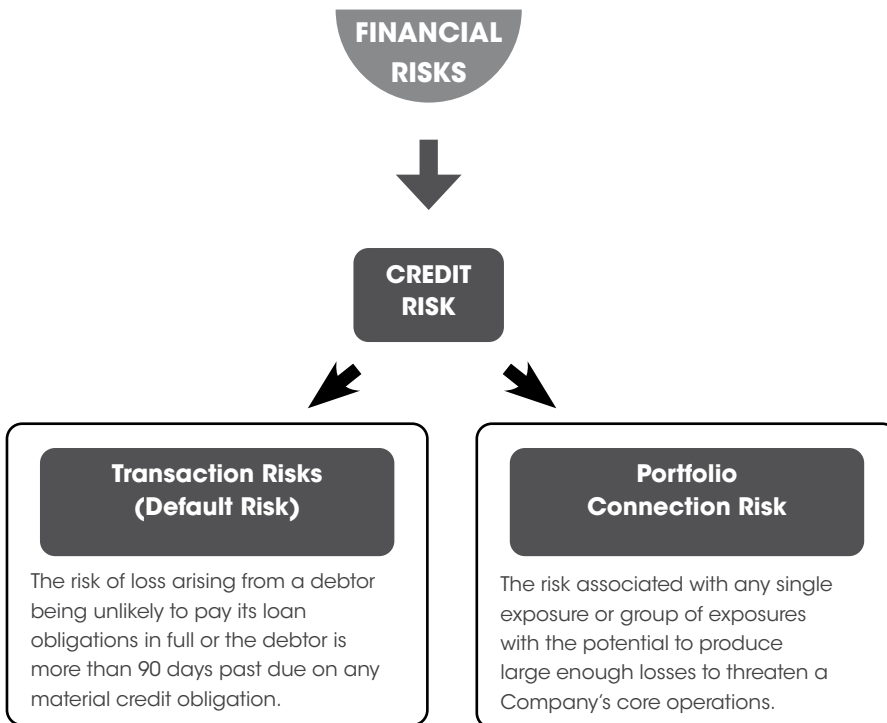 FINANCIAL
RISKS
CREDIT
RISK
Transaction Risks
(Default Risk)
The risk of loss arising from a debtor
being unlikely to pay its loan
obligations in full or the debtor is
more than 90 days past due on any
material credit obligation.
Portfolio
Connection Risk
The risk associated with any single
exposure or group of exposures
with the potential to produce
large enough losses to threaten a
Company’s core operations.